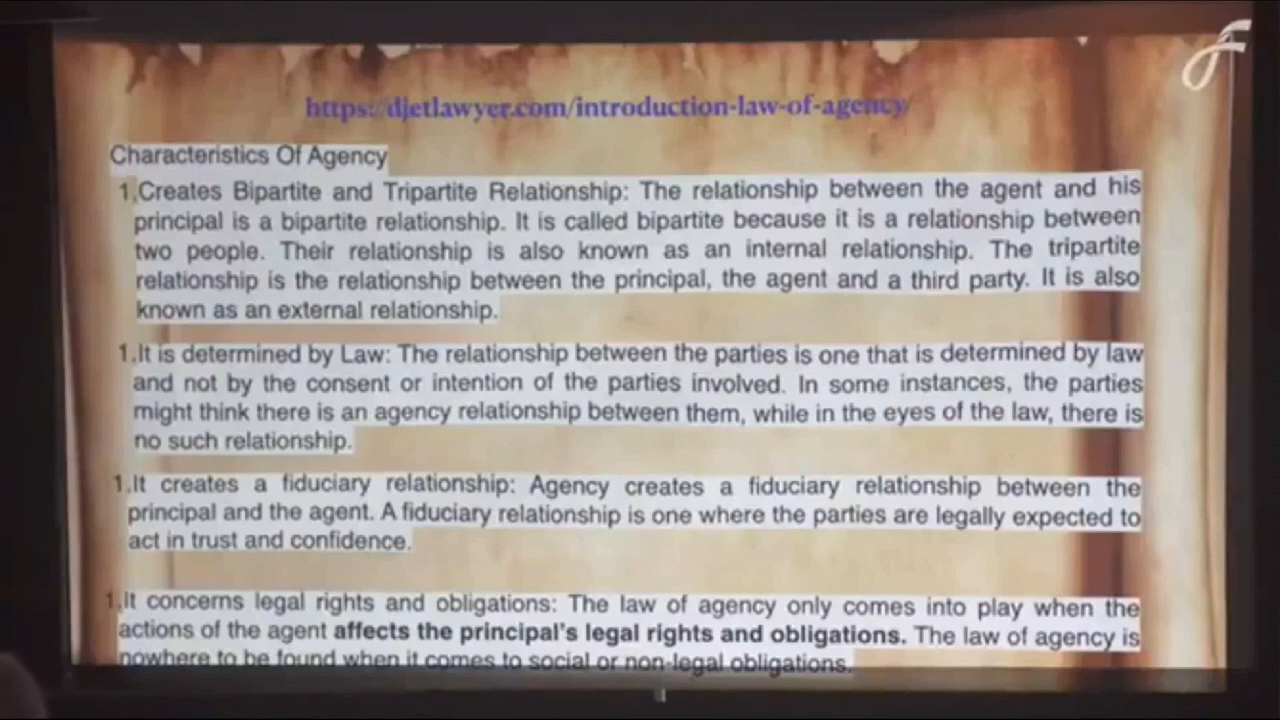 https://djetlawyer.com/introduction-law-of-agency/
Characteristics Of Agency
1.Creates Bipartite and Tripartite Relationship: The relationship between the agent and his
principal is a bipartite relationship. It is called bipartite because it is a relationship between
two people. Their relationship is also known as an internal relationship. The tripartite
relationship is the relationship between the principal, the agent and a third party. It is also
known as an external relationship.
1.It is determined by Law: The relationship between the parties is one that is determined by law
and not by the consent or intention of the parties involved. In some instances, the parties
might think there is an agency relationship between them, while in the eyes of the law, there is
no such relationship.
1.It creates a fiduciary relationship: Agency creates a fiduciary relationship between the
principal and the agent. A fiduciary relationship is one where the parties are legally expected to
act in trust and confidence.
1.It concerns legal rights and obligations: The law of agency only comes into play when the
actions of the agent affects the principal's legal rights and obligations. The law of agency is
nowhere to be found when it comes to social or non-legal obligations.